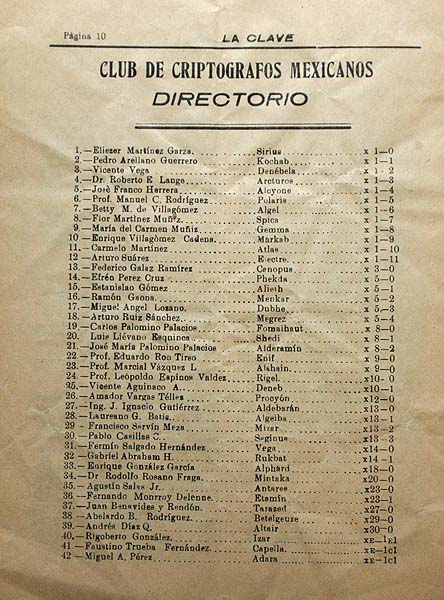 Página 10
LA CLAVE
CLUB DE CRIPTOGRAFOS MEXICANOS
DIRECTORIO
1.—Eliezer Martínez Garza. Sirius x 1—0
2.—Pedro Arellano Guerrero Kochab x 1—1
3.—Vicente Vega Denébela x 1—2
4.—Dr. Roberto E. Lange Arcturos x 1—3
5.—Josè Franco Herrera Alcyone x 1—4
6.—Prof. Manuel C. Rodríguez Polaris x 1—5
7.—Betty M. de Villagómez Algel x 1—6
8.—Flor Martínez Muñz. Spica x 1—7
9.—María del Carmen Muñíz Gemma x 1—8
10—Enrique Villagòmez Cadena. Màrkab x 1—9
11.—Carmelo Martínez Atlas x 1—10
12—Arturo Suárez Electre. x 1—11
13.—Federico Galaz Ramírez Cenopus x 3—0
14.—Efrén Perez Cruz Phekda x 5—0
15.—Estanislao Gómez Alieth x 5—1
16.—Ramón Gaona Menkar x 5—2
17.—Miguel Angel Lozano. Dubhe x 5—3
18.—Arturo Ruiz Sánchez. Megrez x 5—4
19.—Carlos Palomino Palacios Fomalhaut x 8—0
20. Luis Liévano Esquinca Shedi x 8—1
21.—José María Palomino Palacios Alderamín x 8—2
22.—Prof. Eduardo Ron Tirso Enif x 9—0
23.—Prof. Marcial Vázquez L Alshain. x 9—0
24.—Prof. Leópoldo Espinos Valdez Rigel. x10—0
25.—Vicente Aguinaco A. Deneb x10—1
26.—Amador Vargas Télles Procyón x12—0
27.—Ing. J. Ignacio Gutiérrez Aldebarán x13—0
28.—Laureano G. Batis. Algeiba x13—1
29—Francisco Servín Meza Mizar x13—2
30.—Pablo Casillas C. Seginus x13—3
31.—Fermín Salgado Hernández Vega x14—0
32.—Gabriel Abraham H. Rukbat x14—1
33.—Enrique González García Alphard x18—0
34.—Dr Rodolfo Rosano Fraga. Mintaka x20—0
35.—Agustín Salas Jr. Antares x23—0
36.—Fernando Monrroy Delenne. Etamín x23—1
37.—Juan Benavides y Rendón. Tarazed x27—0
38—Abelardo B. Rodríguez. Betelgeuze x29—0
39.—Andrés Díaz Q. Altair x30—0
40.—Rigoberto González. Izar xE—1E1
41.—Faustino Trueba Fernández. Capella. xE—1c1
42—Miguel A. Pérez Adara xE—1c1